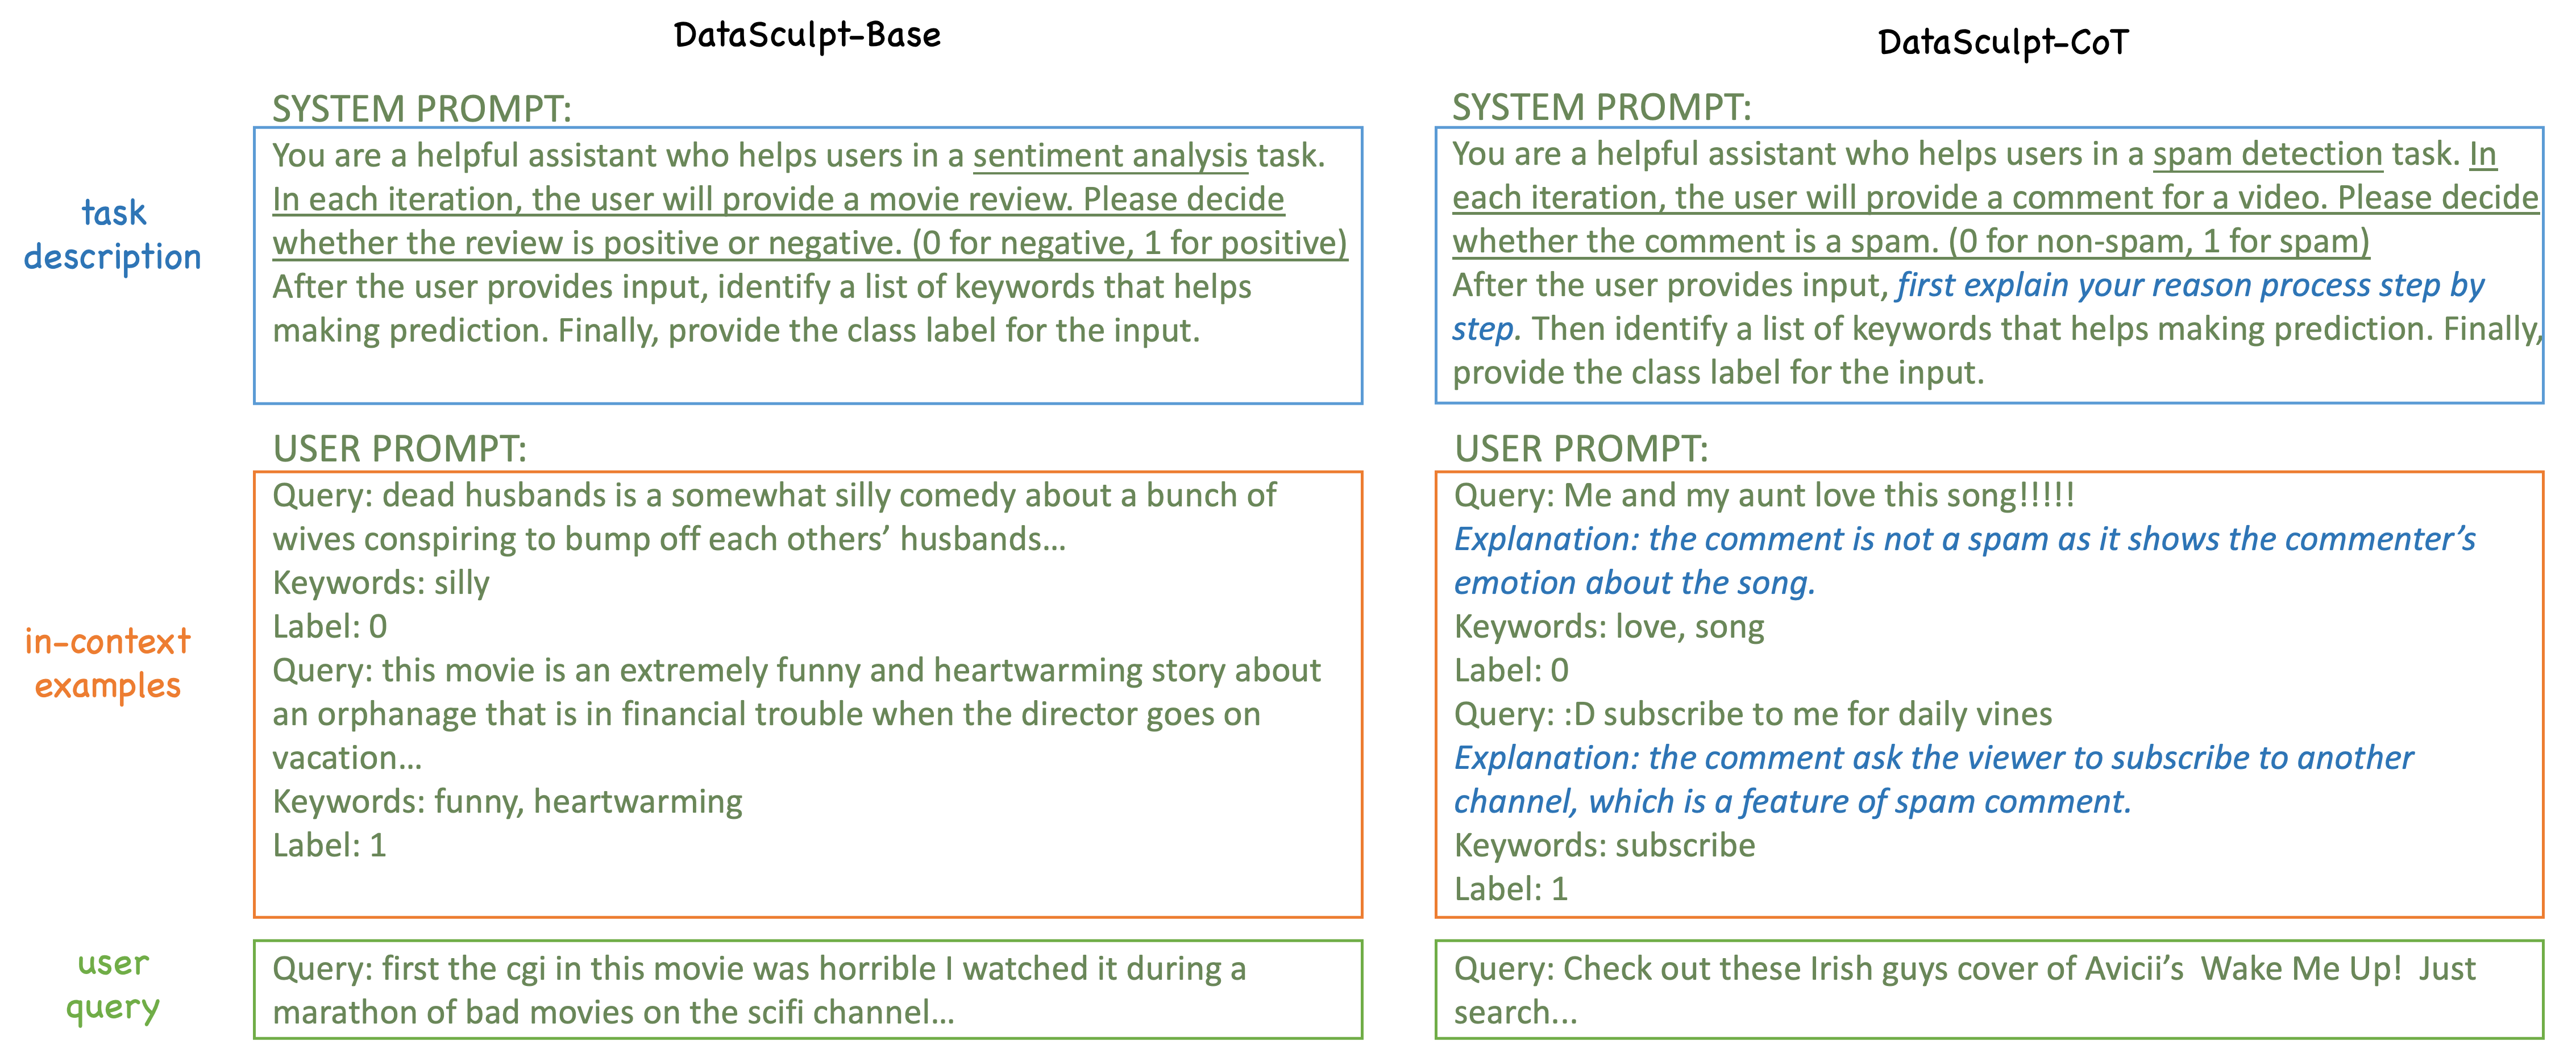 DataSculpt-Base
SYSTEM PROMPT:
task
description
You are a helpful assistant who helps users in a sentiment analysis task.
In each iteration, the user will provide a movie review. Please decide
whether the review is positive or negative. (0 for negative, 1 for positive)
After the user provides input, identify a list of keywords that helps
making prediction. Finally, provide the class label for the input.
USER PROMPT:
in-context
examples
Query: dead husbands is a somewhat silly comedy about a bunch of
wives conspiring to bump off each others’ husbands…
Keywords: silly
Label: 0
Query: this movie is an extremely funny and heartwarming story about
an orphanage that is in financial trouble when the director goes on
vacation…
Keywords: funny, heartwarming
Label: 1
user
query
Query: first the cgi in this movie was horrible I watched it during a
marathon of bad movies on the scifi channel…
DataSculpt-CoT
SYSTEM PROMPT:
You are a helpful assistant who helps users in a spam detection task. In
each iteration, the user will provide a comment for a video. Please decide
whether the comment is a spam. (0 for non-spam, 1 for spam)
After the user provides input, first explain your reason process step by
step. Then identify a list of keywords that helps making prediction. Finally,
provide the class label for the input.
USER PROMPT:
Query: Me and my aunt love this song!!!!!
Explanation: the comment is not a spam as it shows the commenter’s
emotion about the song.
Keywords: love, song
Label: 0
Query: :D subscribe to me for daily vines
Explanation: the comment ask the viewer to subscribe to another
channel, which is a feature of spam comment.
Keywords: subscribe
Label: 1
Query: Check out these Irish guys cover of Avicii’s  Wake Me Up!  Just
search...